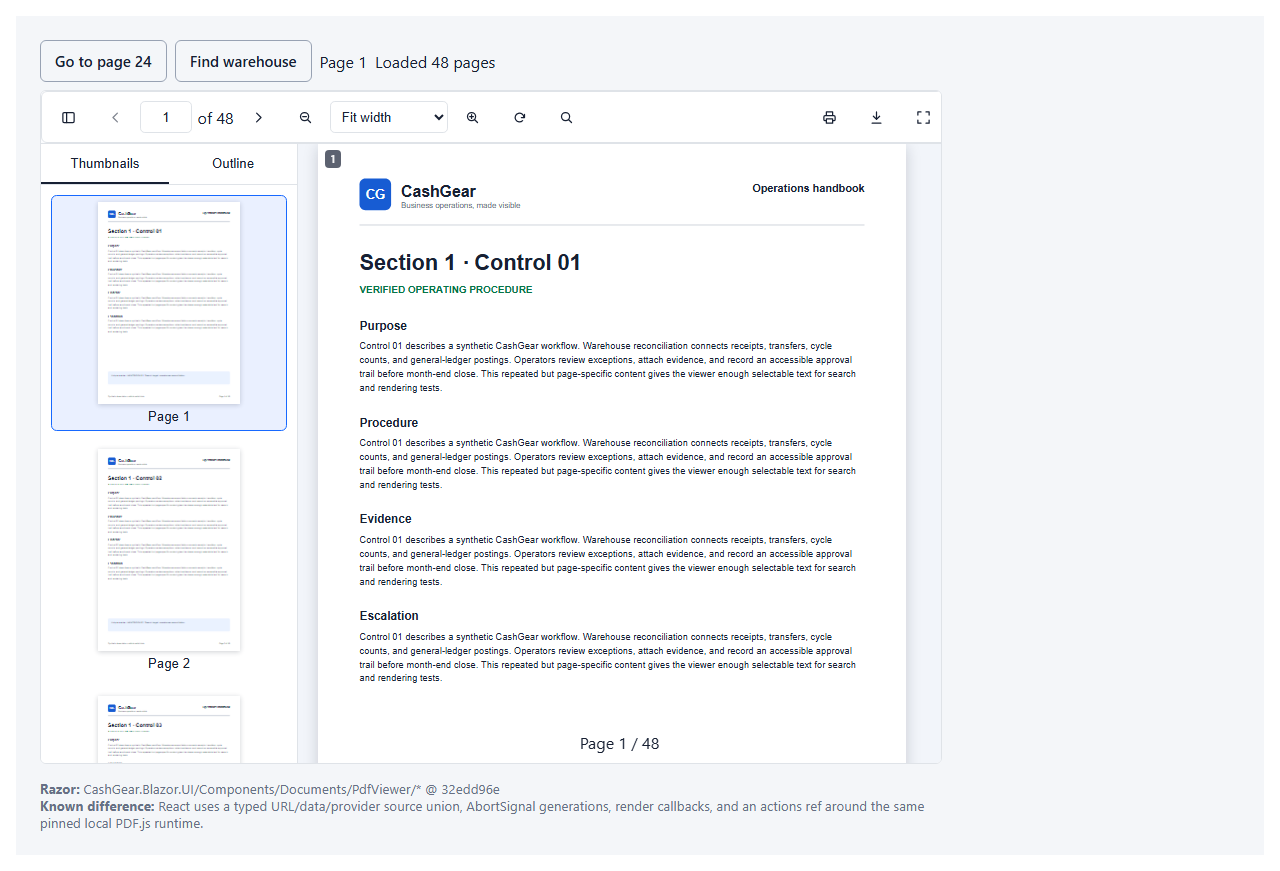 Go to page 24 Find warehouse Page 1 Loaded 48 pages
1 of 48 Fit width
Thumbnails Outline
Page 1
Page 2
1
CG CashGear
Business operations, made visible
Operations handbook
Section 1 · Control 01
VERIFIED OPERATING PROCEDURE
Purpose
Control 01 describes a synthetic CashGear workflow. Warehouse reconciliation connects receipts, transfers, cycle
counts, and general-ledger postings. Operators review exceptions, attach evidence, and record an accessible approval
trail before month-end close. This repeated but page-specific content gives the viewer enough selectable text for search
and rendering tests.
Procedure
Control 01 describes a synthetic CashGear workflow. Warehouse reconciliation connects receipts, transfers, cycle
counts, and general-ledger postings. Operators review exceptions, attach evidence, and record an accessible approval
trail before month-end close. This repeated but page-specific content gives the viewer enough selectable text for search
and rendering tests.
Evidence
Control 01 describes a synthetic CashGear workflow. Warehouse reconciliation connects receipts, transfers, cycle
counts, and general-ledger postings. Operators review exceptions, attach evidence, and record an accessible approval
trail before month-end close. This repeated but page-specific content gives the viewer enough selectable text for search
and rendering tests.
Escalation
Control 01 describes a synthetic CashGear workflow. Warehouse reconciliation connects receipts, transfers, cycle
counts, and general-ledger postings. Operators review exceptions, attach evidence, and record an accessible approval
trail before month-end close. This repeated but page-specific content gives the viewer enough selectable text for search
and rendering tests.
Page 1 / 48
Razor: CashGear.Blazor.UI/Components/Documents/PdfViewer/* @ 32edd96e
Known difference: React uses a typed URL/data/provider source union, AbortSignal generations, render callbacks, and an actions ref around the same
pinned local PDF.js runtime.